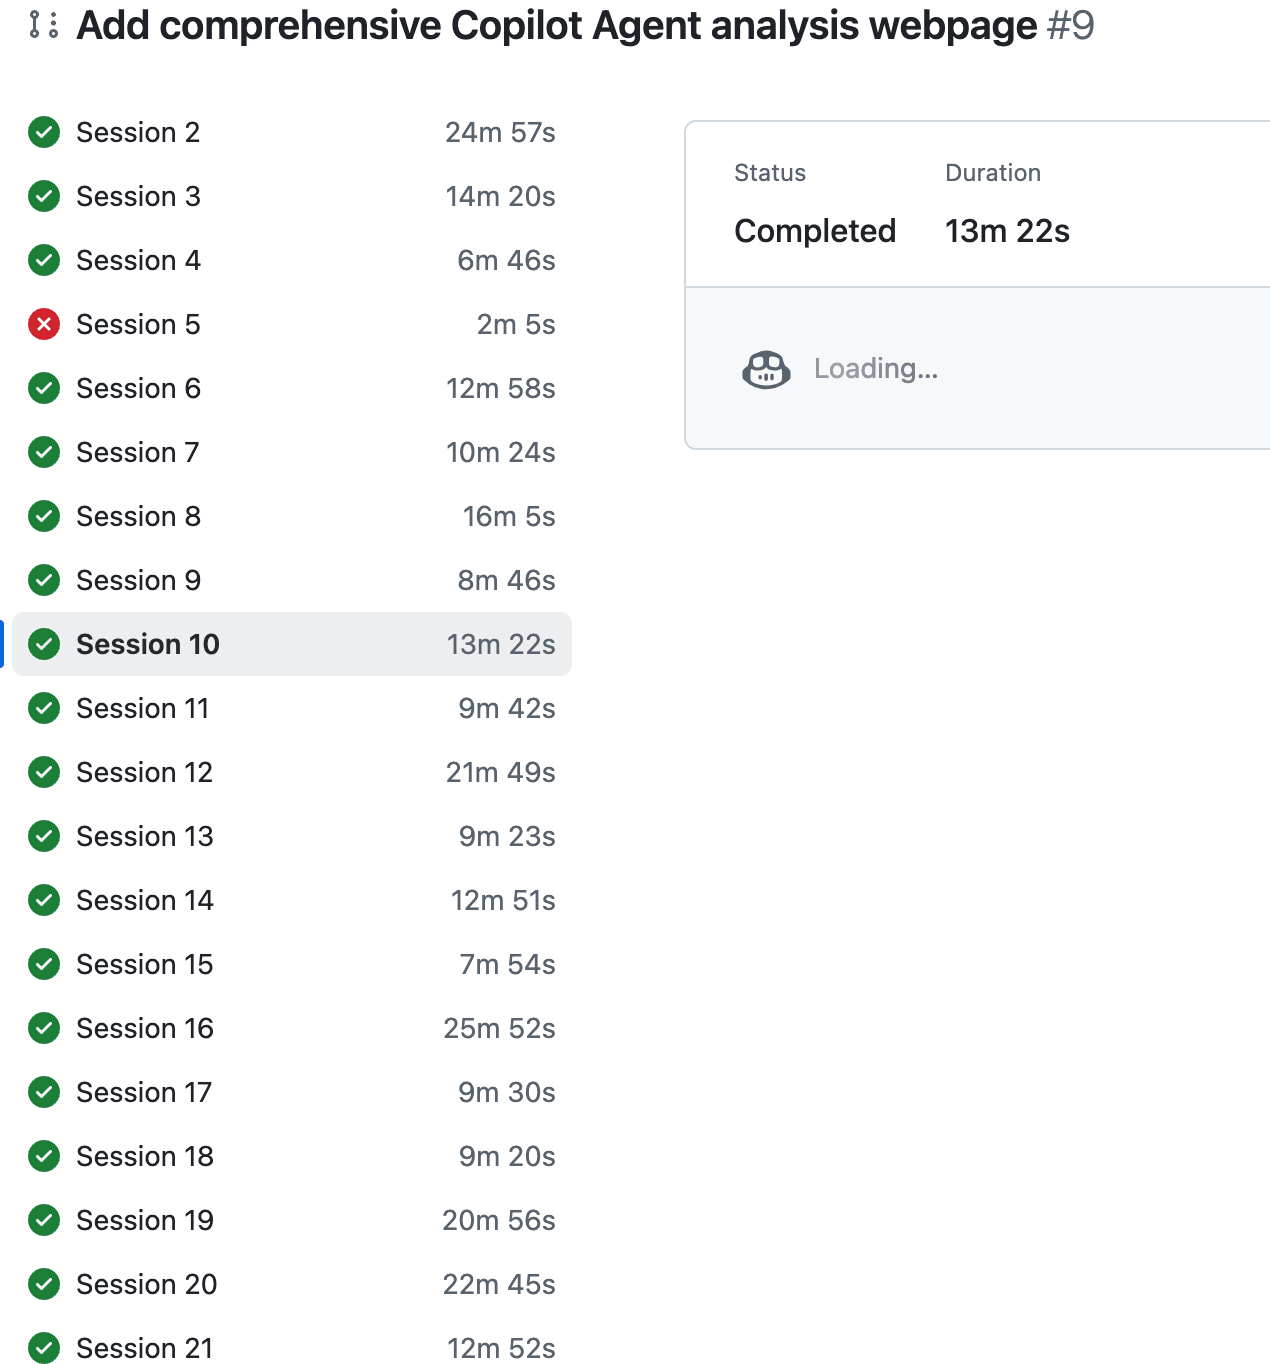 Add comprehensive Copilot Agent analysis webpage #9
Session 2 24m 57s
Session 3 14m 20s
Session 4 6m 46s
Session 5 2m 5s
Session 6 12m 58s
Session 7 10m 24s
Session 8 16m 5s
Session 9 8m 46s
Session 10 13m 22s
Session 11 9m 42s
Session 12 21m 49s
Session 13 9m 23s
Session 14 12m 51s
Session 15 7m 54s
Session 16 25m 52s
Session 17 9m 30s
Session 18 9m 20s
Session 19 20m 56s
Session 20 22m 45s
Session 21 12m 52s
Status Duration
Completed 13m 22s
Loading...